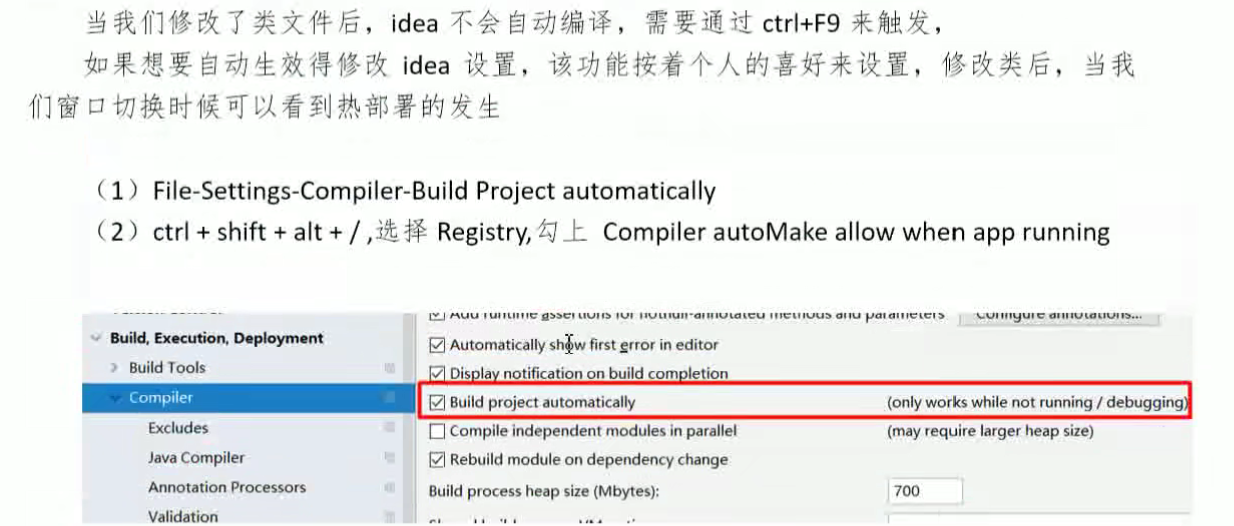 当我们修改了类文件后，idea 不会自动编译，需要通过 ctrl+F9 来触发，
如果想要自动生效得修改 idea 设置，该功能按着个人的喜好来设置，修改类后，当我
们窗口切换时候可以看到热部署的发生
（1）File-Settings-Compiler-Build Project automatically
（2）ctrl + shift + alt + / ,选择 Registry,勾上 Compiler autoMake allow when app running
Add runtime assertions for notnull-annotated methods and parameters Configure annotations...
Build, Execution, Deployment
Automatically show first error in editor
Build Tools
Display notification on build completion
Compiler
Build project automatically (only works while not running / debugging)
Excludes
Compile independent modules in parallel (may require larger heap size)
Java Compiler
Rebuild module on dependency change
Annotation Processors
Build process heap size (Mbytes): 700
Validation